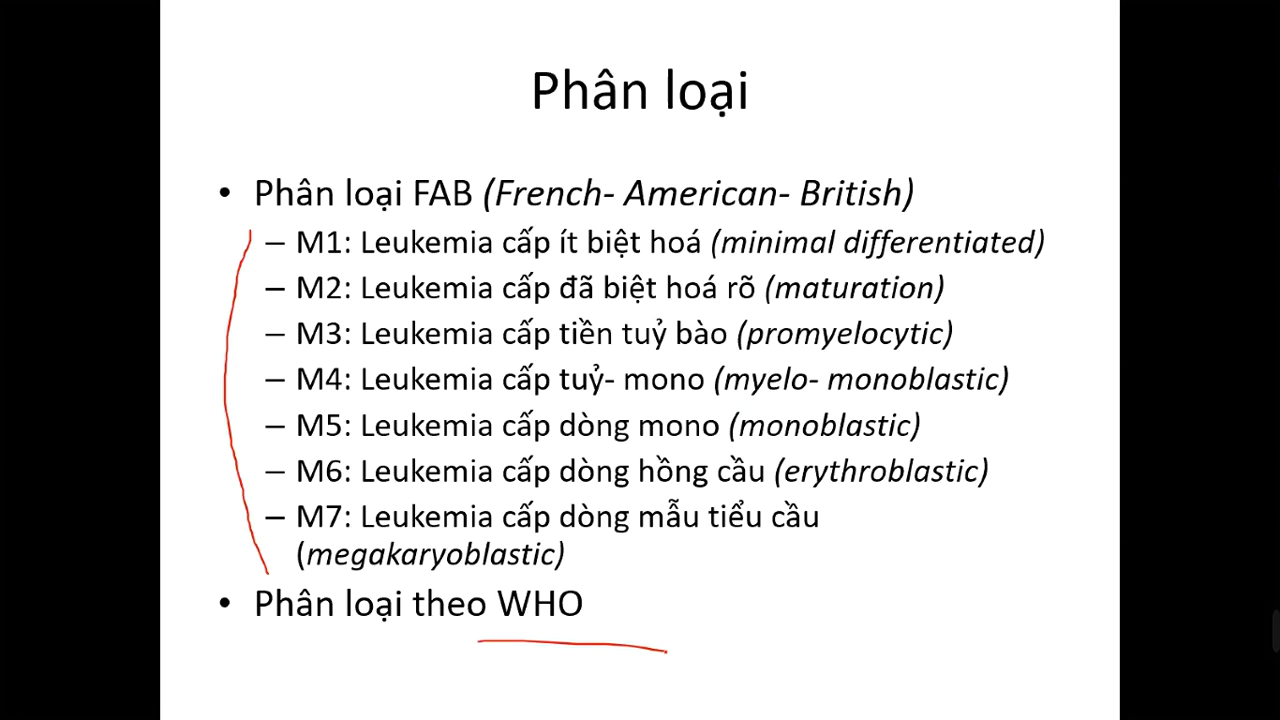 Phân loại
• Phân loại FAB (French- American- British)
– M1: Leukemia cấp ít biệt hoá (minimal differentiated)
– M2: Leukemia cấp đã biệt hoá rõ (maturation)
– M3: Leukemia cấp tiền tuỷ bào (promyelocytic)
– M4: Leukemia cấp tuỷ- mono (myelo- monoblastic)
– M5: Leukemia cấp dòng mono (monoblastic)
– M6: Leukemia cấp dòng hồng cầu (erythroblastic)
– M7: Leukemia cấp dòng mẫu tiểu cầu
(megakaryoblastic)
• Phân loại theo WHO